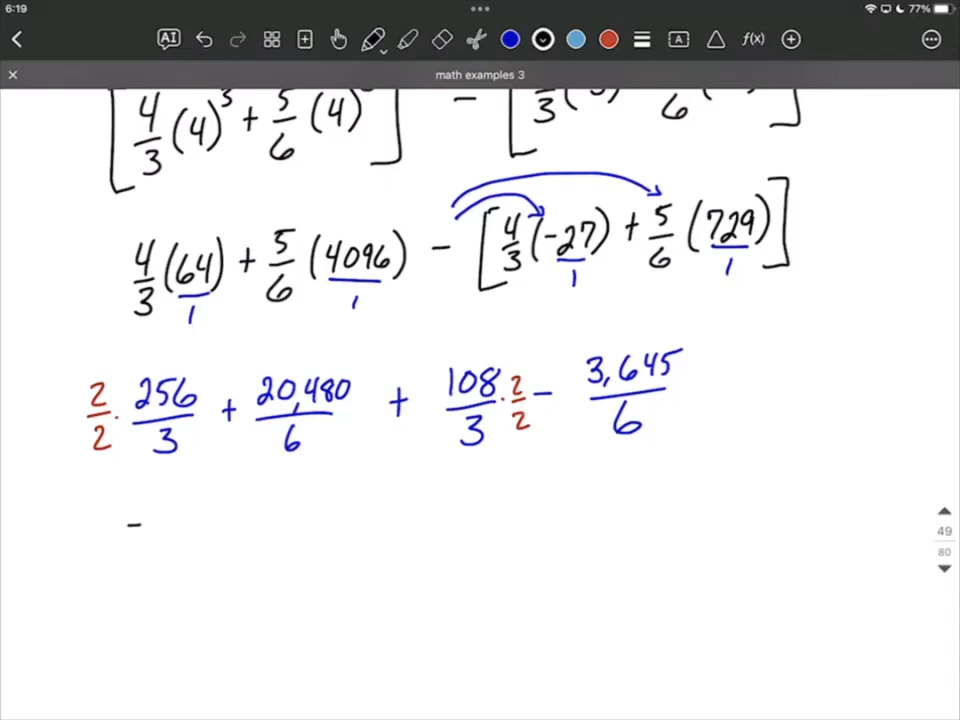 6:19 77%
AI f(x)
math examples 3
[4/3 (4)^3 + 5/6 (4) ] − [ /3 ( ) 6 ( ) ]
4/3 (64)/1 + 5/6 (4096)/1 − [4/3 (-27)/1 + 5/6 (729)/1]
2/2 · 256/3 + 20,480/6 + 108/3 · 2/2 − 3,645/6
−
49
80